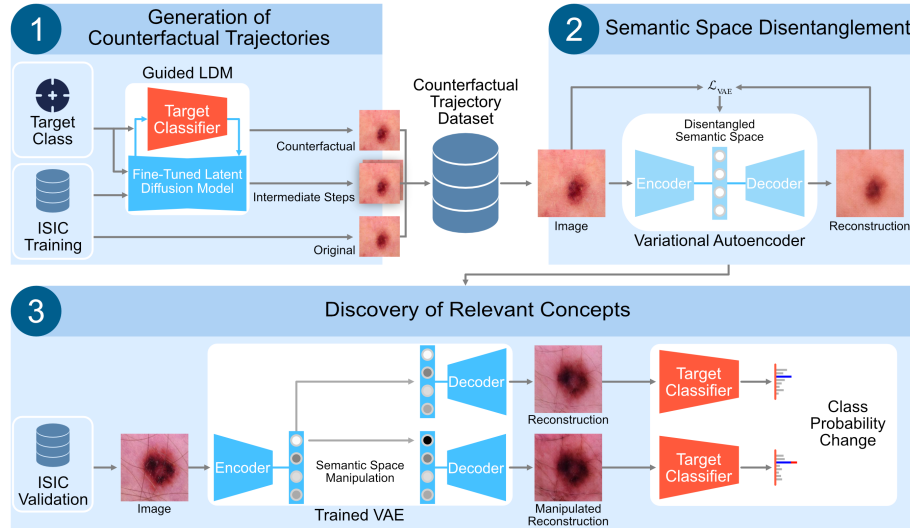 1
Generation of
Counterfactual Trajectories
Target
Class
Guided LDM
Target
Classifier
Fine-Tuned Latent
Diffusion Model
ISIC
Training
Counterfactual
Intermediate Steps
Original
Counterfactual
Trajectory
Dataset
2
Semantic Space Disentanglement
ℒVAE
Disentangled
Semantic Space
Encoder
Decoder
Image
Variational Autoencoder
Reconstruction
3
Discovery of Relevant Concepts
ISIC
Validation
Image
Encoder
Semantic Space
Manipulation
Trained VAE
Decoder
Decoder
Reconstruction
Manipulated
Reconstruction
Target
Classifier
Target
Classifier
Class
Probability
Change